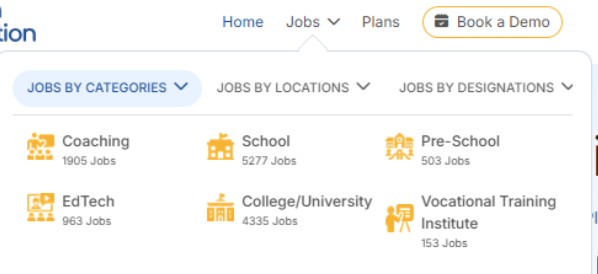 tion
Home Jobs Plans Book a Demo
JOBS BY CATEGORIES JOBS BY LOCATIONS JOBS BY DESIGNATIONS
Coaching School Pre-School
1905 Jobs 5277 Jobs 503 Jobs
EdTech College/University Vocational Training
Institute
963 Jobs 4335 Jobs
153 Jobs